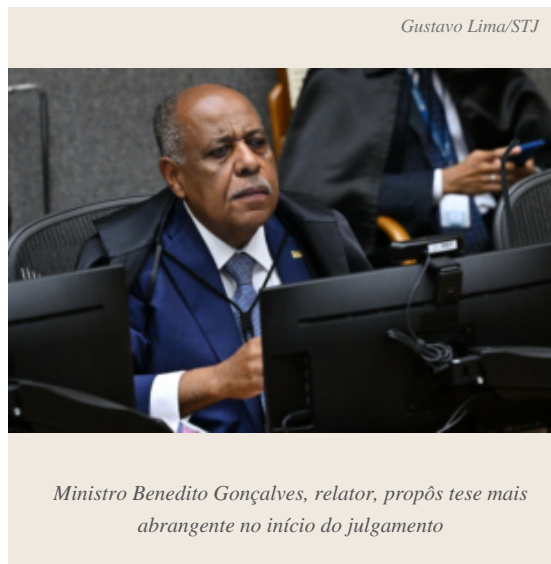 Gustavo Lima/STJ
Ministro Benedito Gonçalves, relator, propôs tese mais
abrangente no início do julgamento